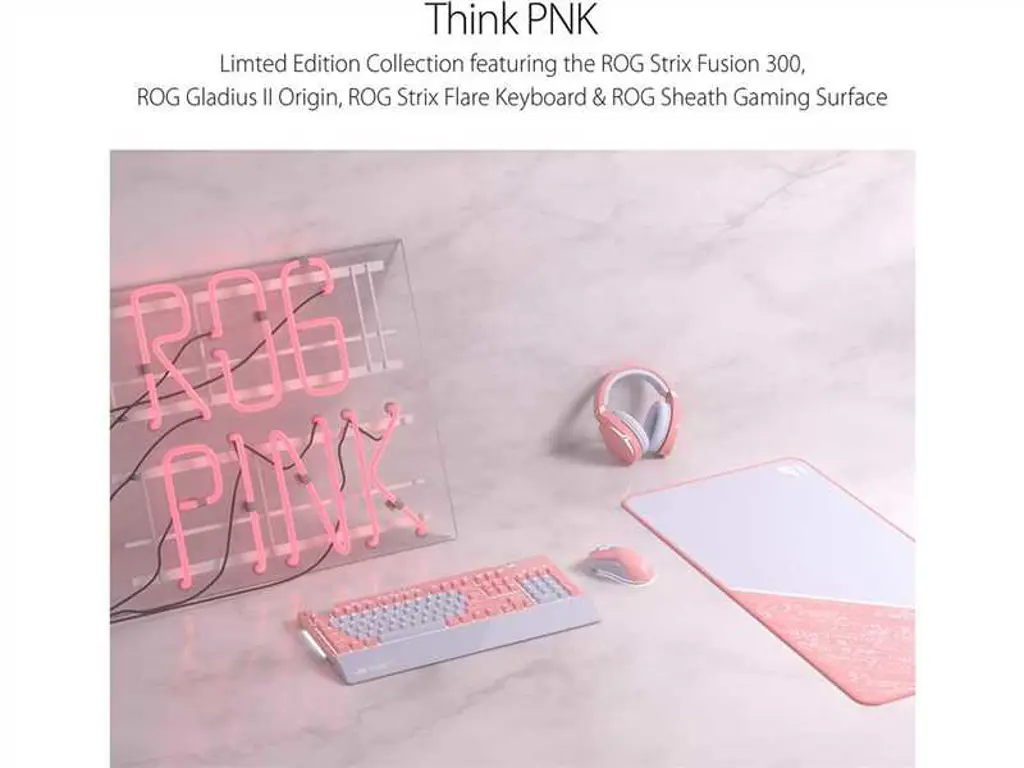 Think PNK
Limted Edition Collection featuring the ROG Strix Fusion 300,
ROG Gladius II Origin, ROG Strix Flare Keyboard & ROG Sheath Gaming Surface
ROG
PINK